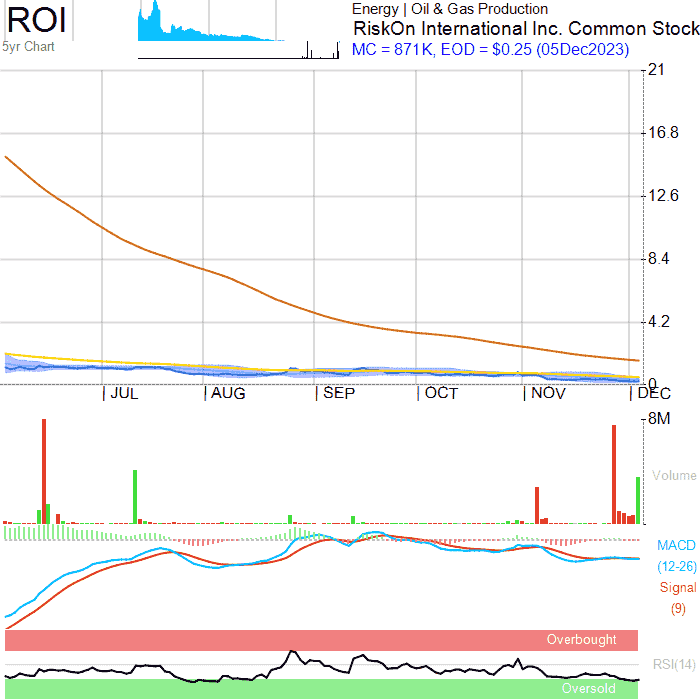 ROI
5yr Chart
Energy | Oil & Gas Production
RiskOn International Inc. Common Stock
MC = 871K, EOD = $0.25 (05Dec2023)
21
16.8
12.6
8.4
4.2
0
JUL AUG SEP OCT NOV DEC
8M
Volume
MACD
(12-26)
Signal
(9)
Overbought
RSI(14)
Oversold